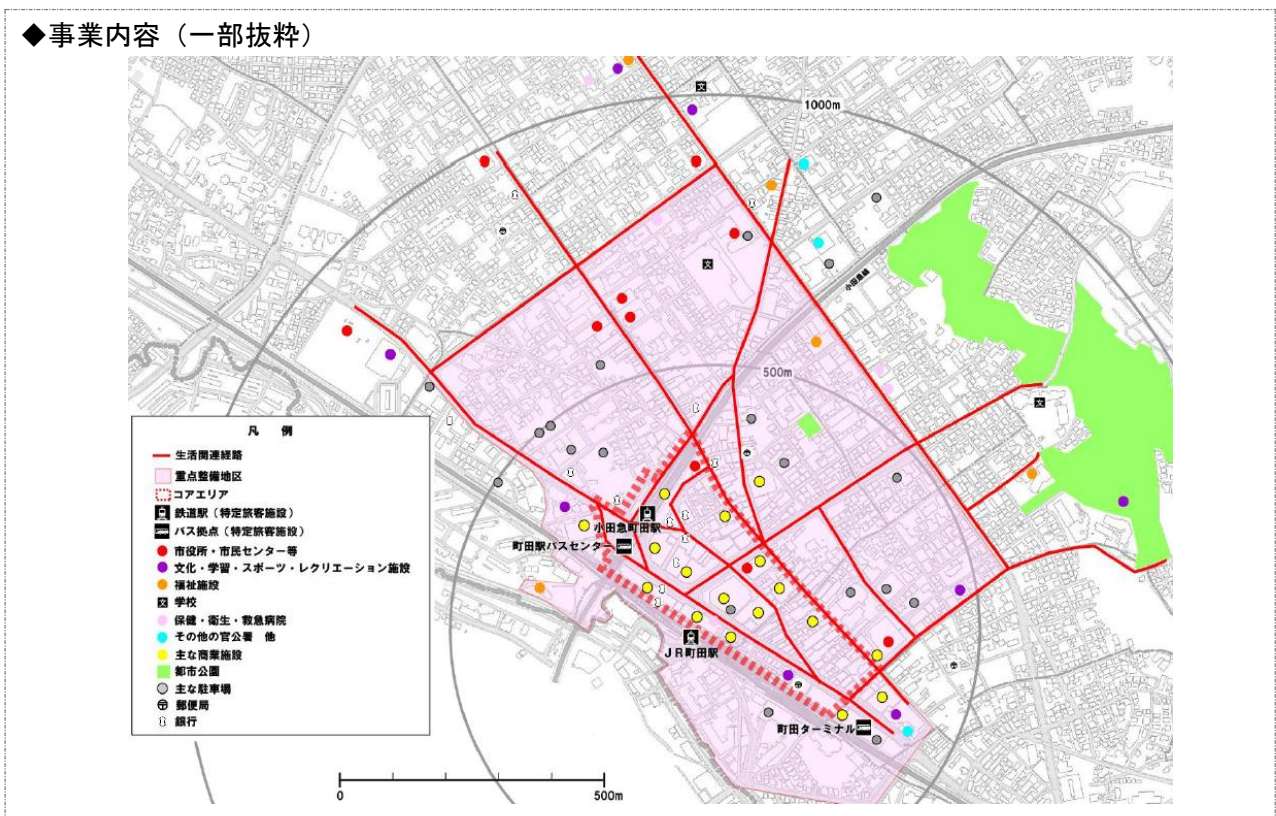 ◆事業内容（一部抜粋）
1000m
文
小田急線
文
500m
文
凡　例
生活関連経路
重点整備地区
コアエリア
鉄道駅（特定旅客施設）
バス拠点（特定旅客施設）
市役所・市民センター等
文化・学習・スポーツ・レクリエーション施設
福祉施設
文 学校
保健・衛生・救急病院
その他の官公署　他
主な商業施設
都市公園
主な駐車場
郵便局
銀行
小田急町田駅
町田駅バスセンター
JR町田駅
町田ターミナル
0
500m